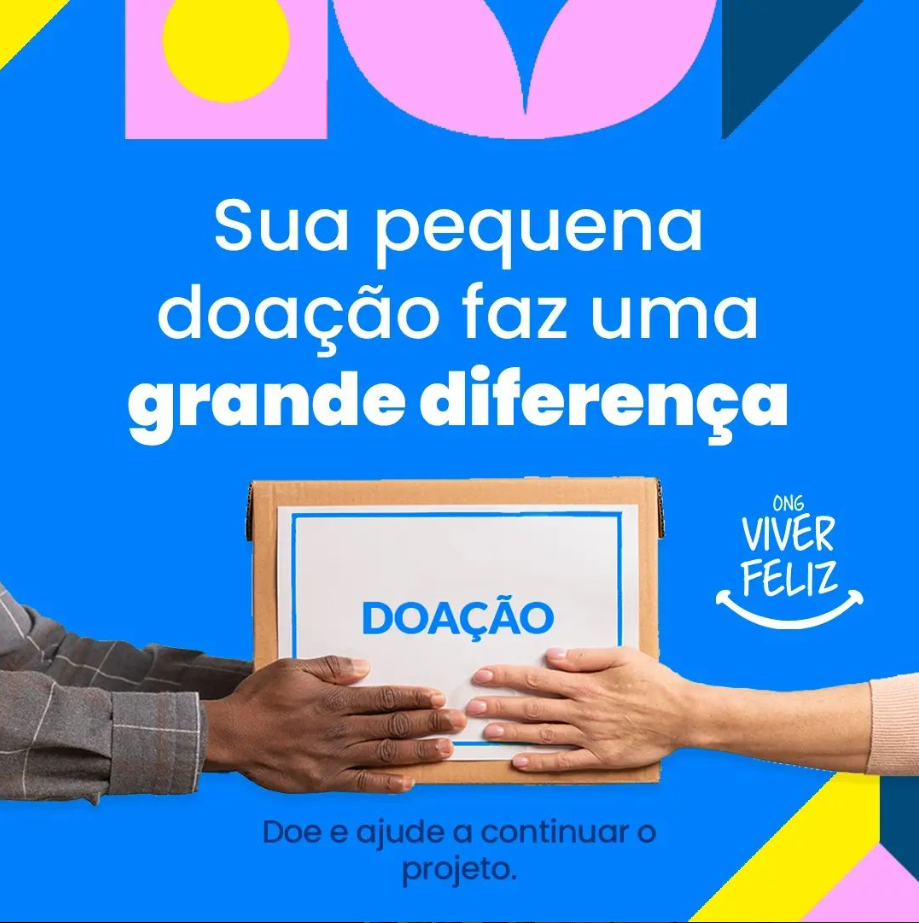 Sua pequena
doação faz uma
grande diferença
ONG
VIVER
FELIZ
DOAÇÃO
Doe e ajude a continuar o
projeto.